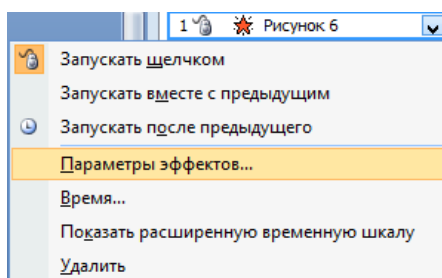 1 Рисунок 6
Запускать щелчком
Запускать вместе с предыдущим
Запускать после предыдущего
Параметры эффектов...
Время...
Показать расширенную временную шкалу
Удалить